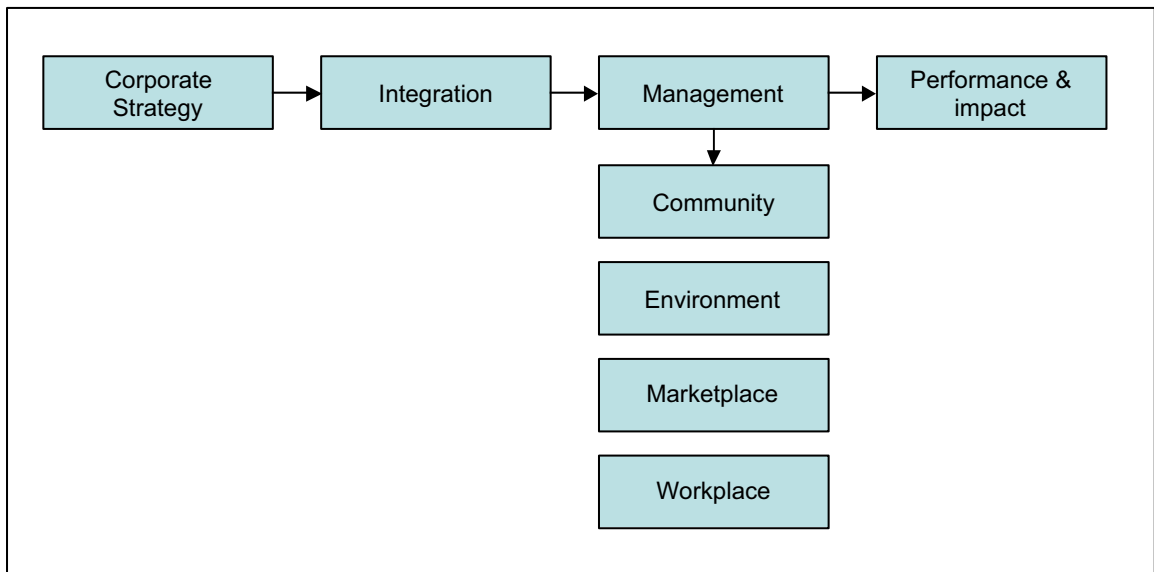 Corporate
Strategy
Integration
Management
Performance &
impact
Community
Environment
Marketplace
Workplace